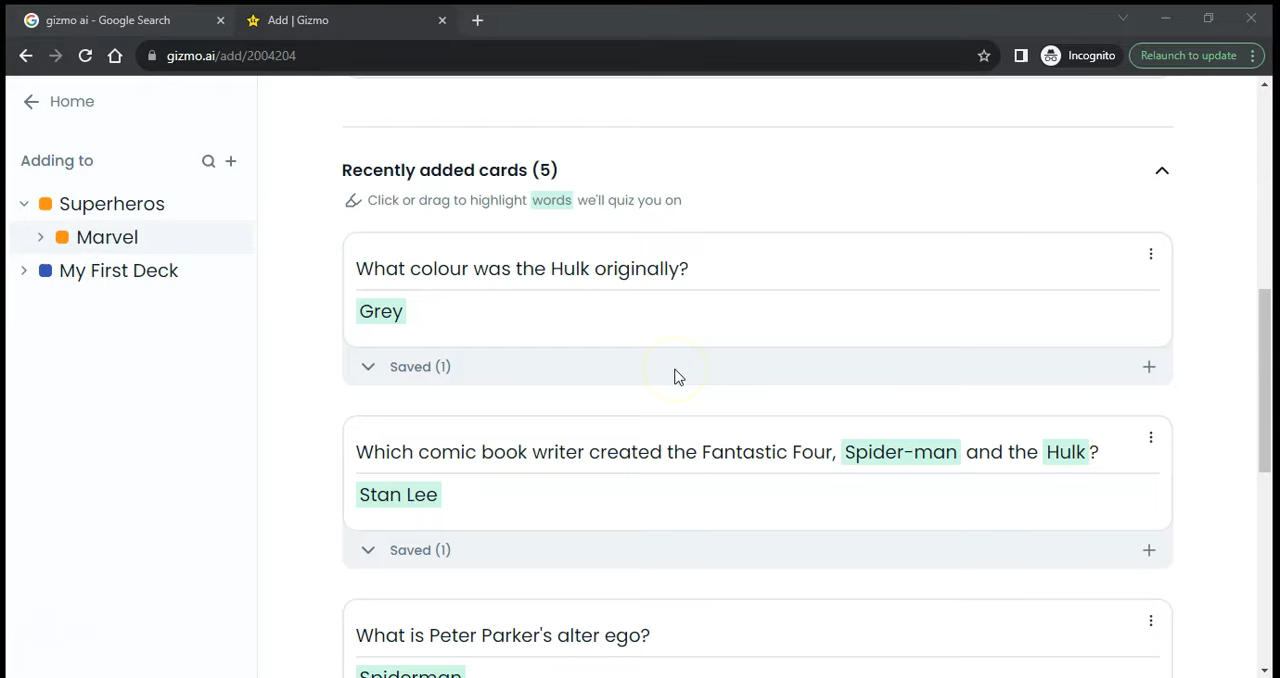 gizmo ai - Google Search
Add | Gizmo
gizmo.ai/add/2004204
Incognito
Relaunch to update
Home
Adding to
Superheros
Marvel
My First Deck
Recently added cards (5)
Click or drag to highlight words we'll quiz you on
What colour was the Hulk originally?
Grey
Saved (1)
Which comic book writer created the Fantastic Four, Spider-man and the Hulk?
Stan Lee
Saved (1)
What is Peter Parker's alter ego?
Spiderman